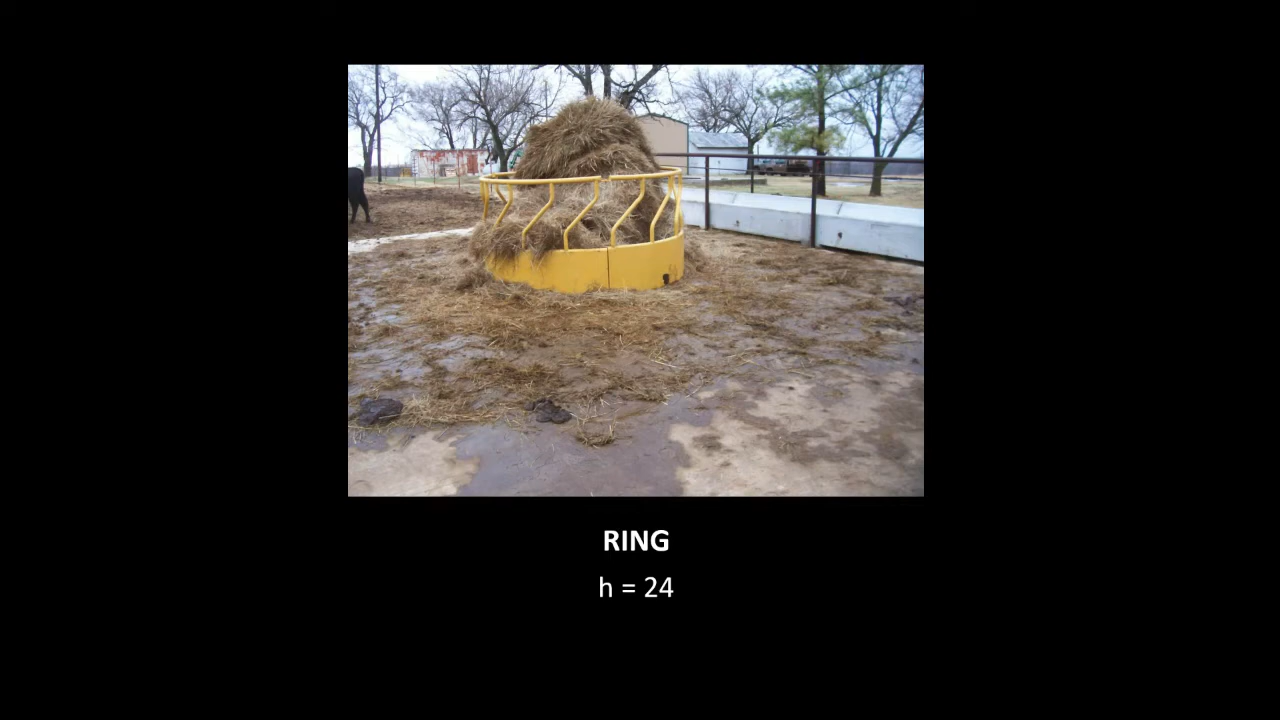 RING
h = 24